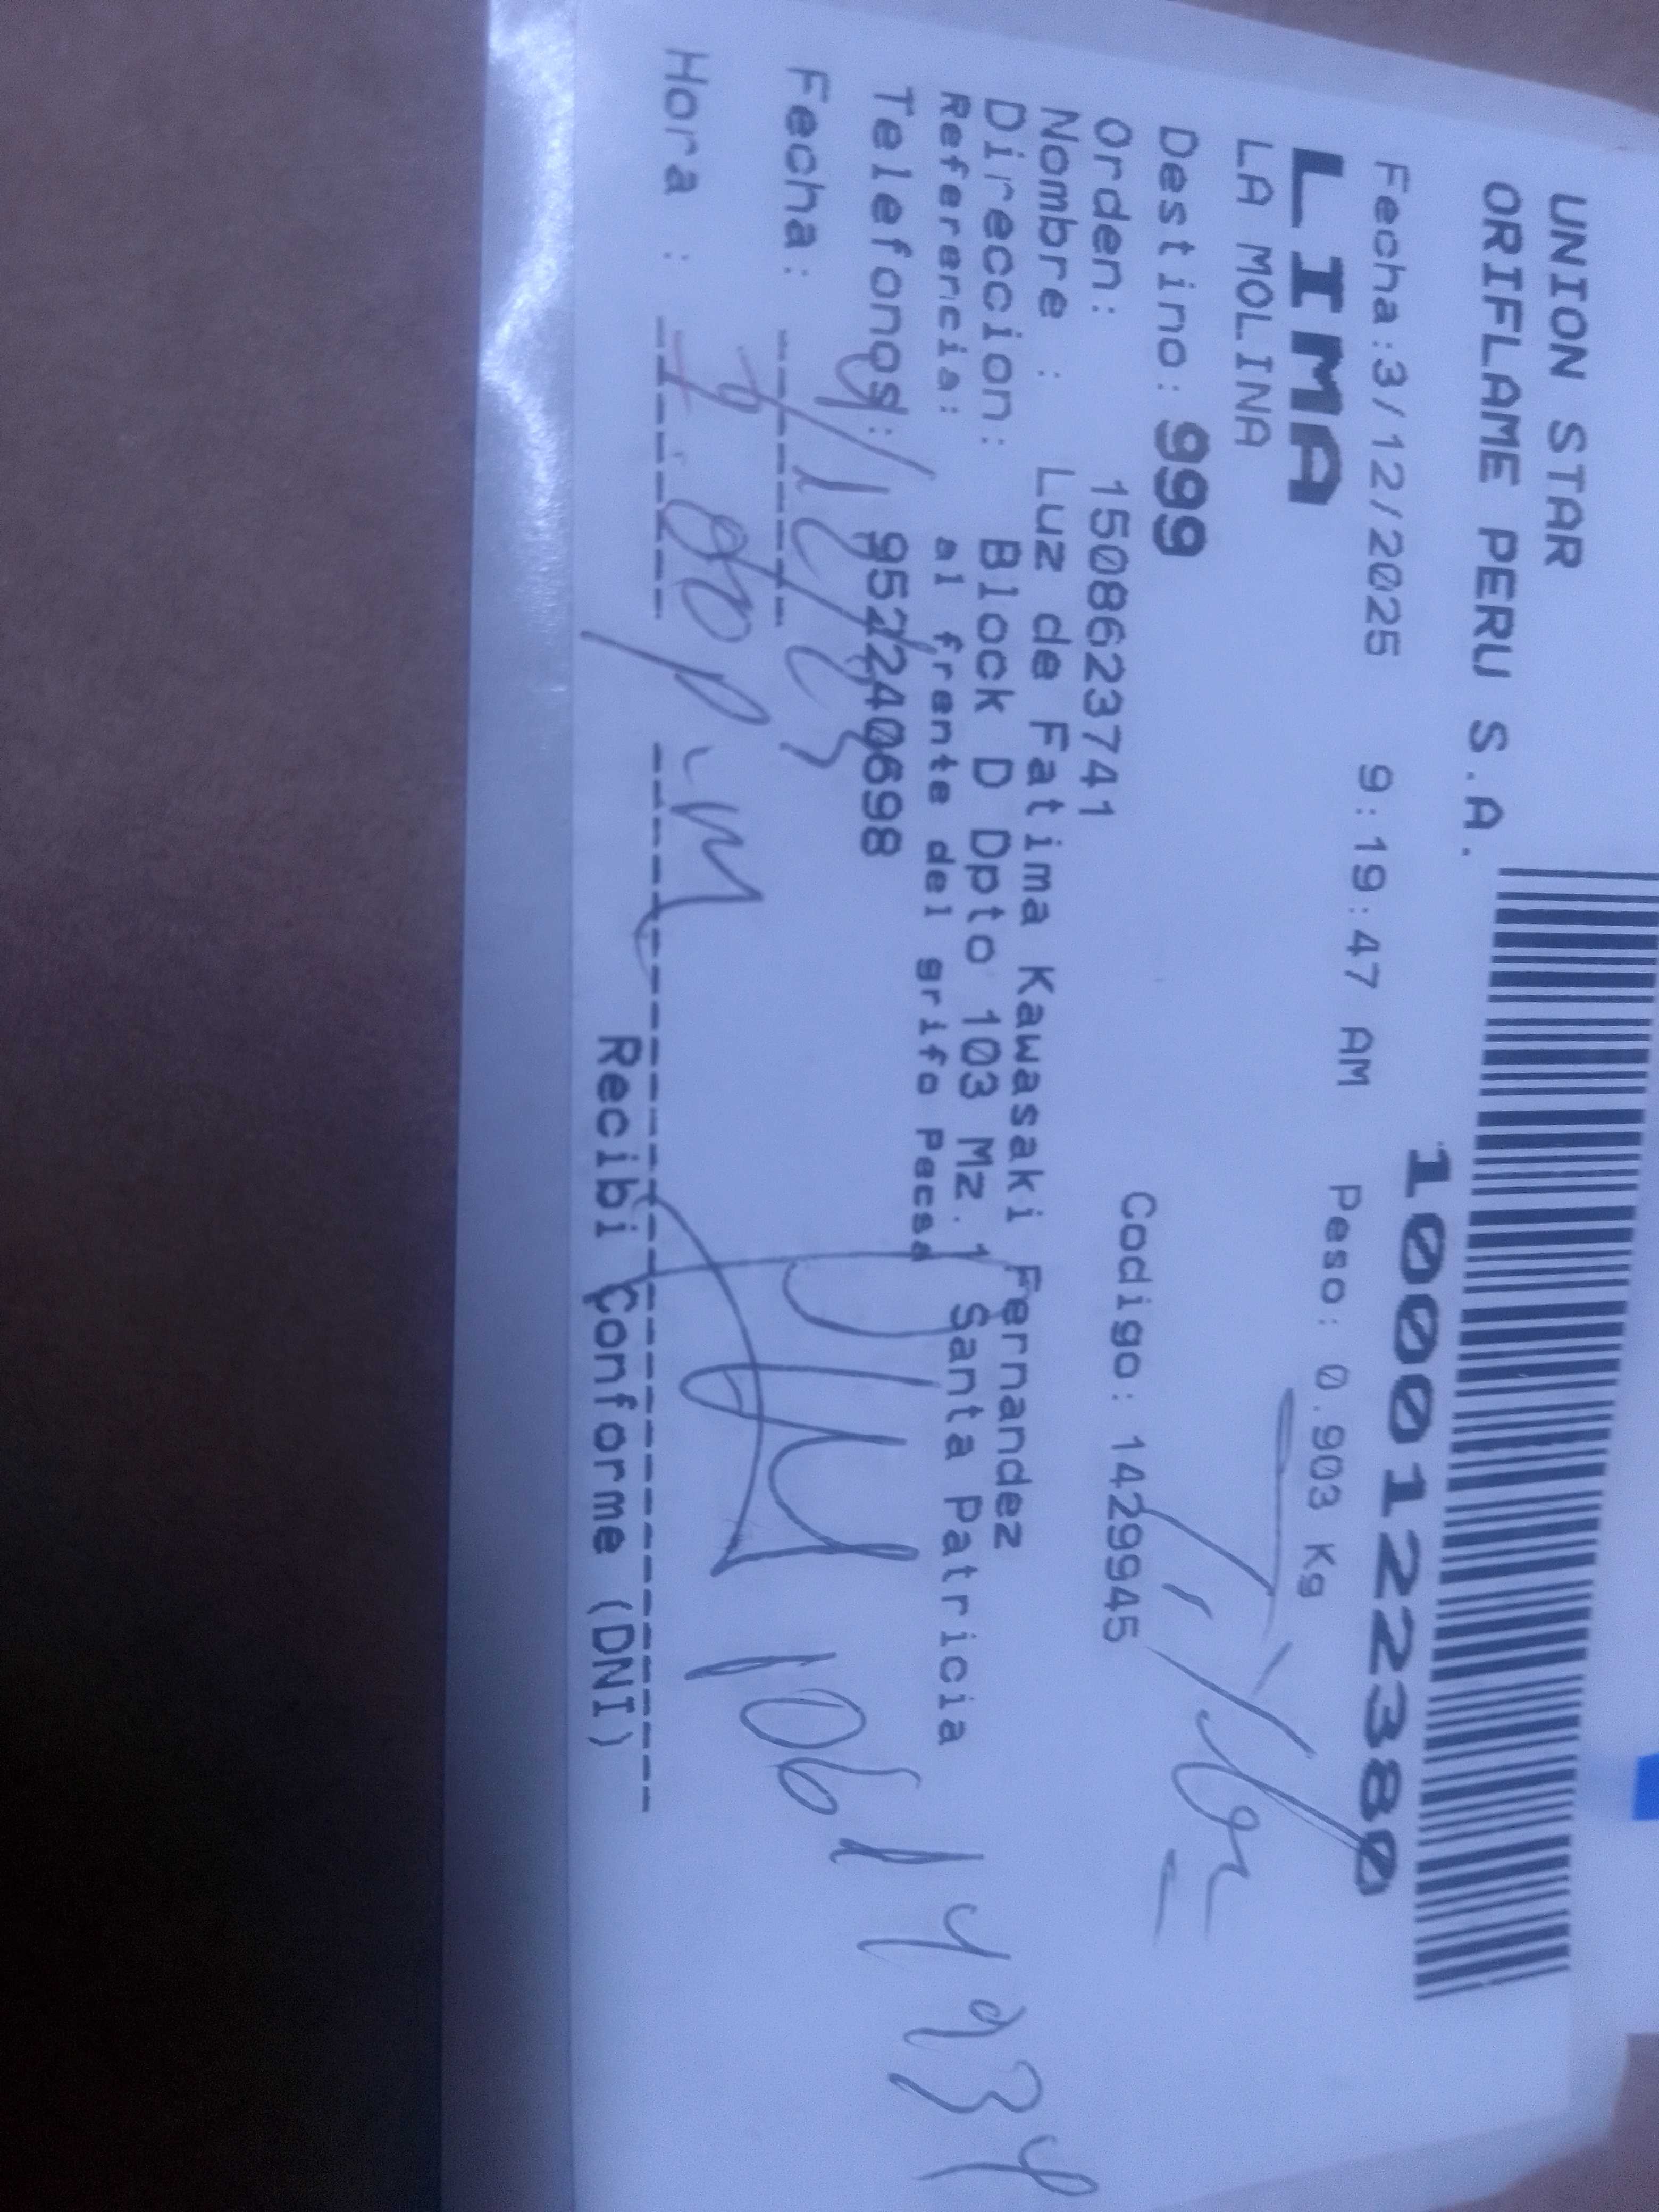 UNION STAR
ORIFLAME PERU S.A.
1000122380
Fecha:3/12/2025 9:19:47 AM Peso: 0.903 Kg
LIMA
LA MOLINA
Destino: 999
Orden: 1508623741 Codigo: 1429945
Nombre : Luz de Fatima Kawasaki Fernandez
Direccion: Block D Dpto 103 Mz. 1 Santa Patricia
Referencia: al frente del grifo Pecsa
Telefonos: 952240698
Fecha:
Hora :
Recibi Conforme (DNI)